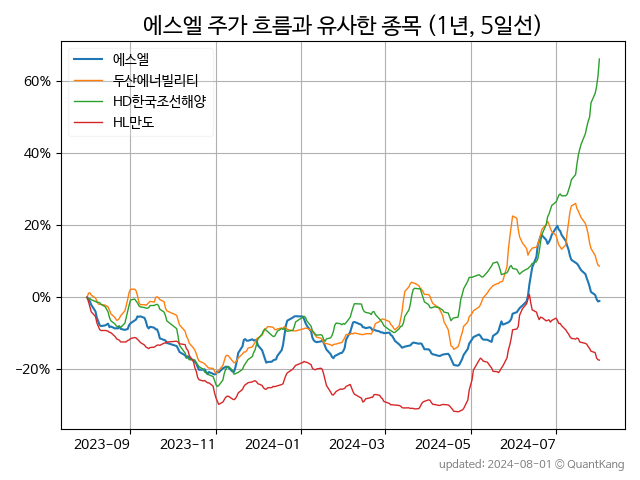 에스엘 주가 흐름과 유사한 종목 (1년, 5일선)
에스엘
두산에너빌리티
HD한국조선해양
HL만도
60%
40%
20%
0%
−20%
2023-09
2023-11
2024-01
2024-03
2024-05
2024-07
updated: 2024-08-01 © QuantKang